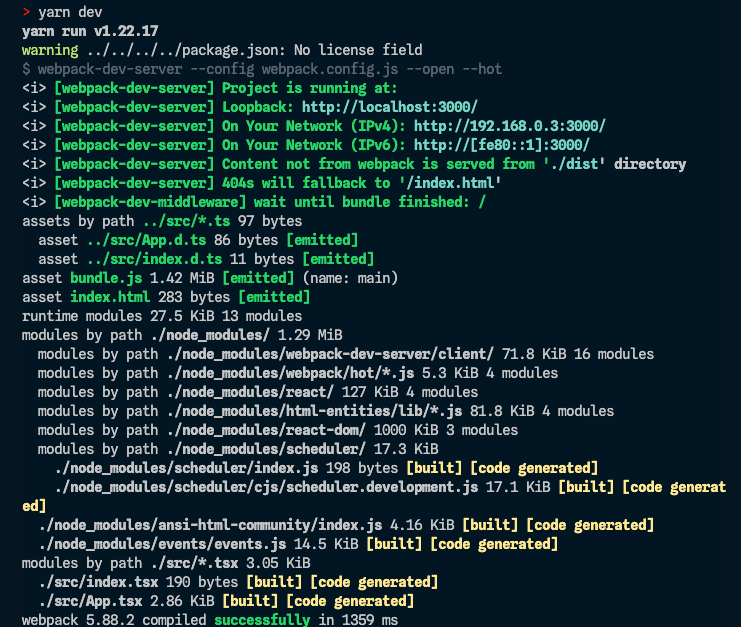 > yarn dev
yarn run v1.22.17
warning ../../../../package.json: No license field
$ webpack-dev-server --config webpack.config.js --open --hot
<i> [webpack-dev-server] Project is running at:
<i> [webpack-dev-server] Loopback: http://localhost:3000/
<i> [webpack-dev-server] On Your Network (IPv4): http://192.168.0.3:3000/
<i> [webpack-dev-server] On Your Network (IPv6): http://[fe80::1]:3000/
<i> [webpack-dev-server] Content not from webpack is served from './dist' directory
<i> [webpack-dev-server] 404s will fallback to '/index.html'
<i> [webpack-dev-middleware] wait until bundle finished: /
assets by path ../src/*.ts 97 bytes
  asset ../src/App.d.ts 86 bytes [emitted]
  asset ../src/index.d.ts 11 bytes [emitted]
asset bundle.js 1.42 MiB [emitted] (name: main)
asset index.html 283 bytes [emitted]
runtime modules 27.5 KiB 13 modules
modules by path ./node_modules/ 1.29 MiB
  modules by path ./node_modules/webpack-dev-server/client/ 71.8 KiB 16 modules
  modules by path ./node_modules/webpack/hot/*.js 5.3 KiB 4 modules
  modules by path ./node_modules/react/ 127 KiB 4 modules
  modules by path ./node_modules/html-entities/lib/*.js 81.8 KiB 4 modules
  modules by path ./node_modules/react-dom/ 1000 KiB 3 modules
  modules by path ./node_modules/scheduler/ 17.3 KiB
    ./node_modules/scheduler/index.js 198 bytes [built] [code generated]
    ./node_modules/scheduler/cjs/scheduler.development.js 17.1 KiB [built] [code generat
ed]
  ./node_modules/ansi-html-community/index.js 4.16 KiB [built] [code generated]
  ./node_modules/events/events.js 14.5 KiB [built] [code generated]
modules by path ./src/*.tsx 3.05 KiB
  ./src/index.tsx 190 bytes [built] [code generated]
  ./src/App.tsx 2.86 KiB [built] [code generated]
webpack 5.88.2 compiled successfully in 1359 ms